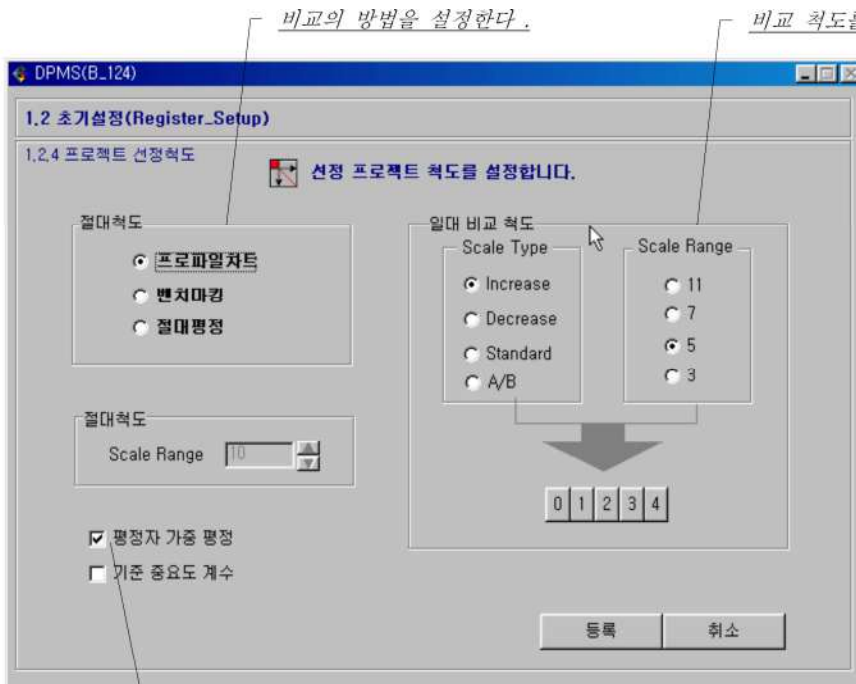 비교의 방법을 설정한다 .
비교 척도를
DPMS(B_124)
1.2 초기설정(Register_Setup)
1.2.4 프로젝트 선정척도
선정 프로젝트 척도를 설정합니다.
절대척도
프로파일차트
벤치마킹
절대평정
일대 비교 척도
Scale Type
Increase
Decrease
Standard
A/B
Scale Range
11
7
5
3
절대척도
Scale Range
10
0 1 2 3 4
평정자 가중 평정
기준 중요도 계수
등록
취소